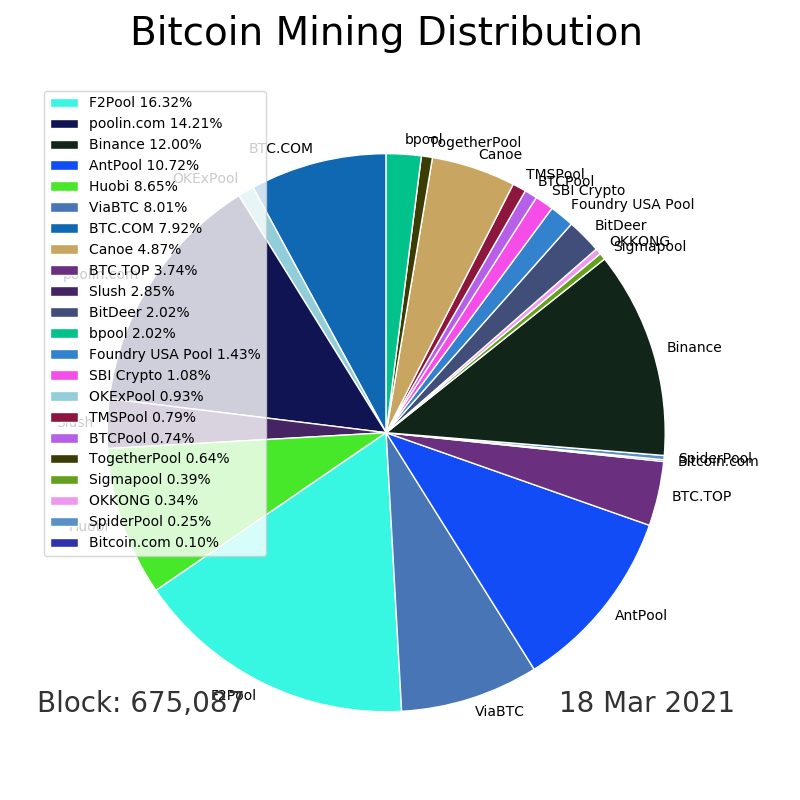 Bitcoin Mining Distribution
F2Pool 16.32%
poolin.com 14.21%
Binance 12.00%
AntPool 10.72%
Huobi 8.65%
ViaBTC 8.01%
BTC.COM 7.92%
Canoe 4.87%
BTC.TOP 3.74%
Slush 2.85%
BitDeer 2.02%
bpool 2.02%
Foundry USA Pool 1.43%
SBI Crypto 1.08%
OKExPool 0.93%
TMSPool 0.79%
BTCPool 0.74%
TogetherPool 0.64%
Sigmapool 0.39%
OKKONG 0.34%
SpiderPool 0.25%
Bitcoin.com 0.10%
bpool
TogetherPool
Canoe
TMSPool
BTCPool
SBI Crypto
Foundry USA Pool
BitDeer
OKKONG
Sigmapool
Binance
SpiderPool
Bitcoin.com
BTC.TOP
AntPool
ViaBTC
F2Pool
Huobi
Slush
poolin.com
OKExPool
BTC.COM
Block: 675,087
18 Mar 2021